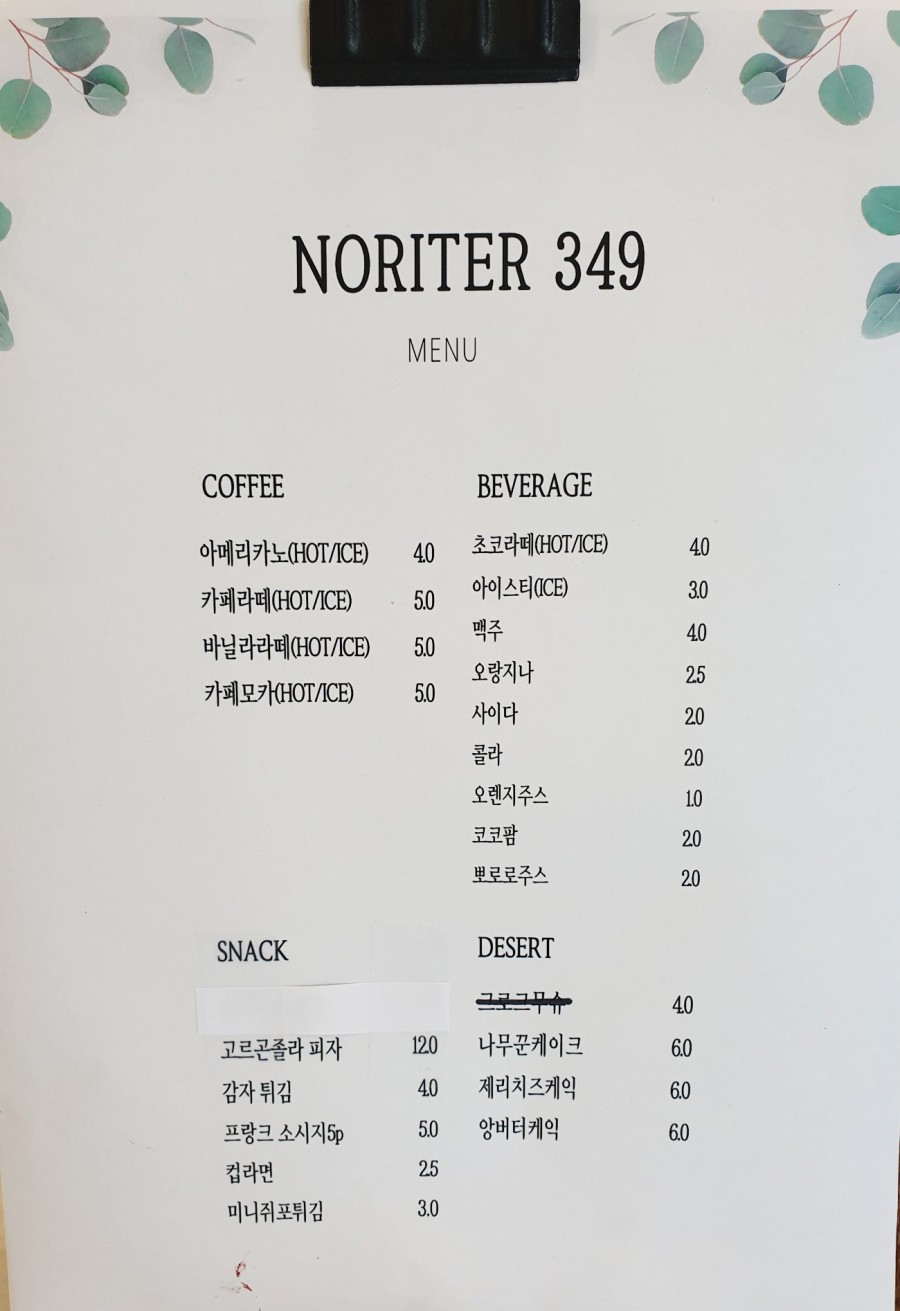 NORITER 349
MENU
COFFEE
아메리카노(HOT/ICE) 4.0
카페라떼(HOT/ICE) 5.0
바닐라라떼(HOT/ICE) 5.0
카페모카(HOT/ICE) 5.0
BEVERAGE
초코라떼(HOT/ICE) 4.0
아이스티(ICE) 3.0
맥주 4.0
오랑지나 2.5
사이다 2.0
콜라 2.0
오렌지주스 1.0
코코팜 2.0
뽀로로주스 2.0
SNACK
고르곤졸라 피자 12.0
감자 튀김 4.0
프랑크 소시지5p 5.0
컵라면 2.5
미니쥐포튀김 3.0
DESERT
크로크무슈 4.0
나무꾼케이크 6.0
제리치즈케익 6.0
앙버터케익 6.0